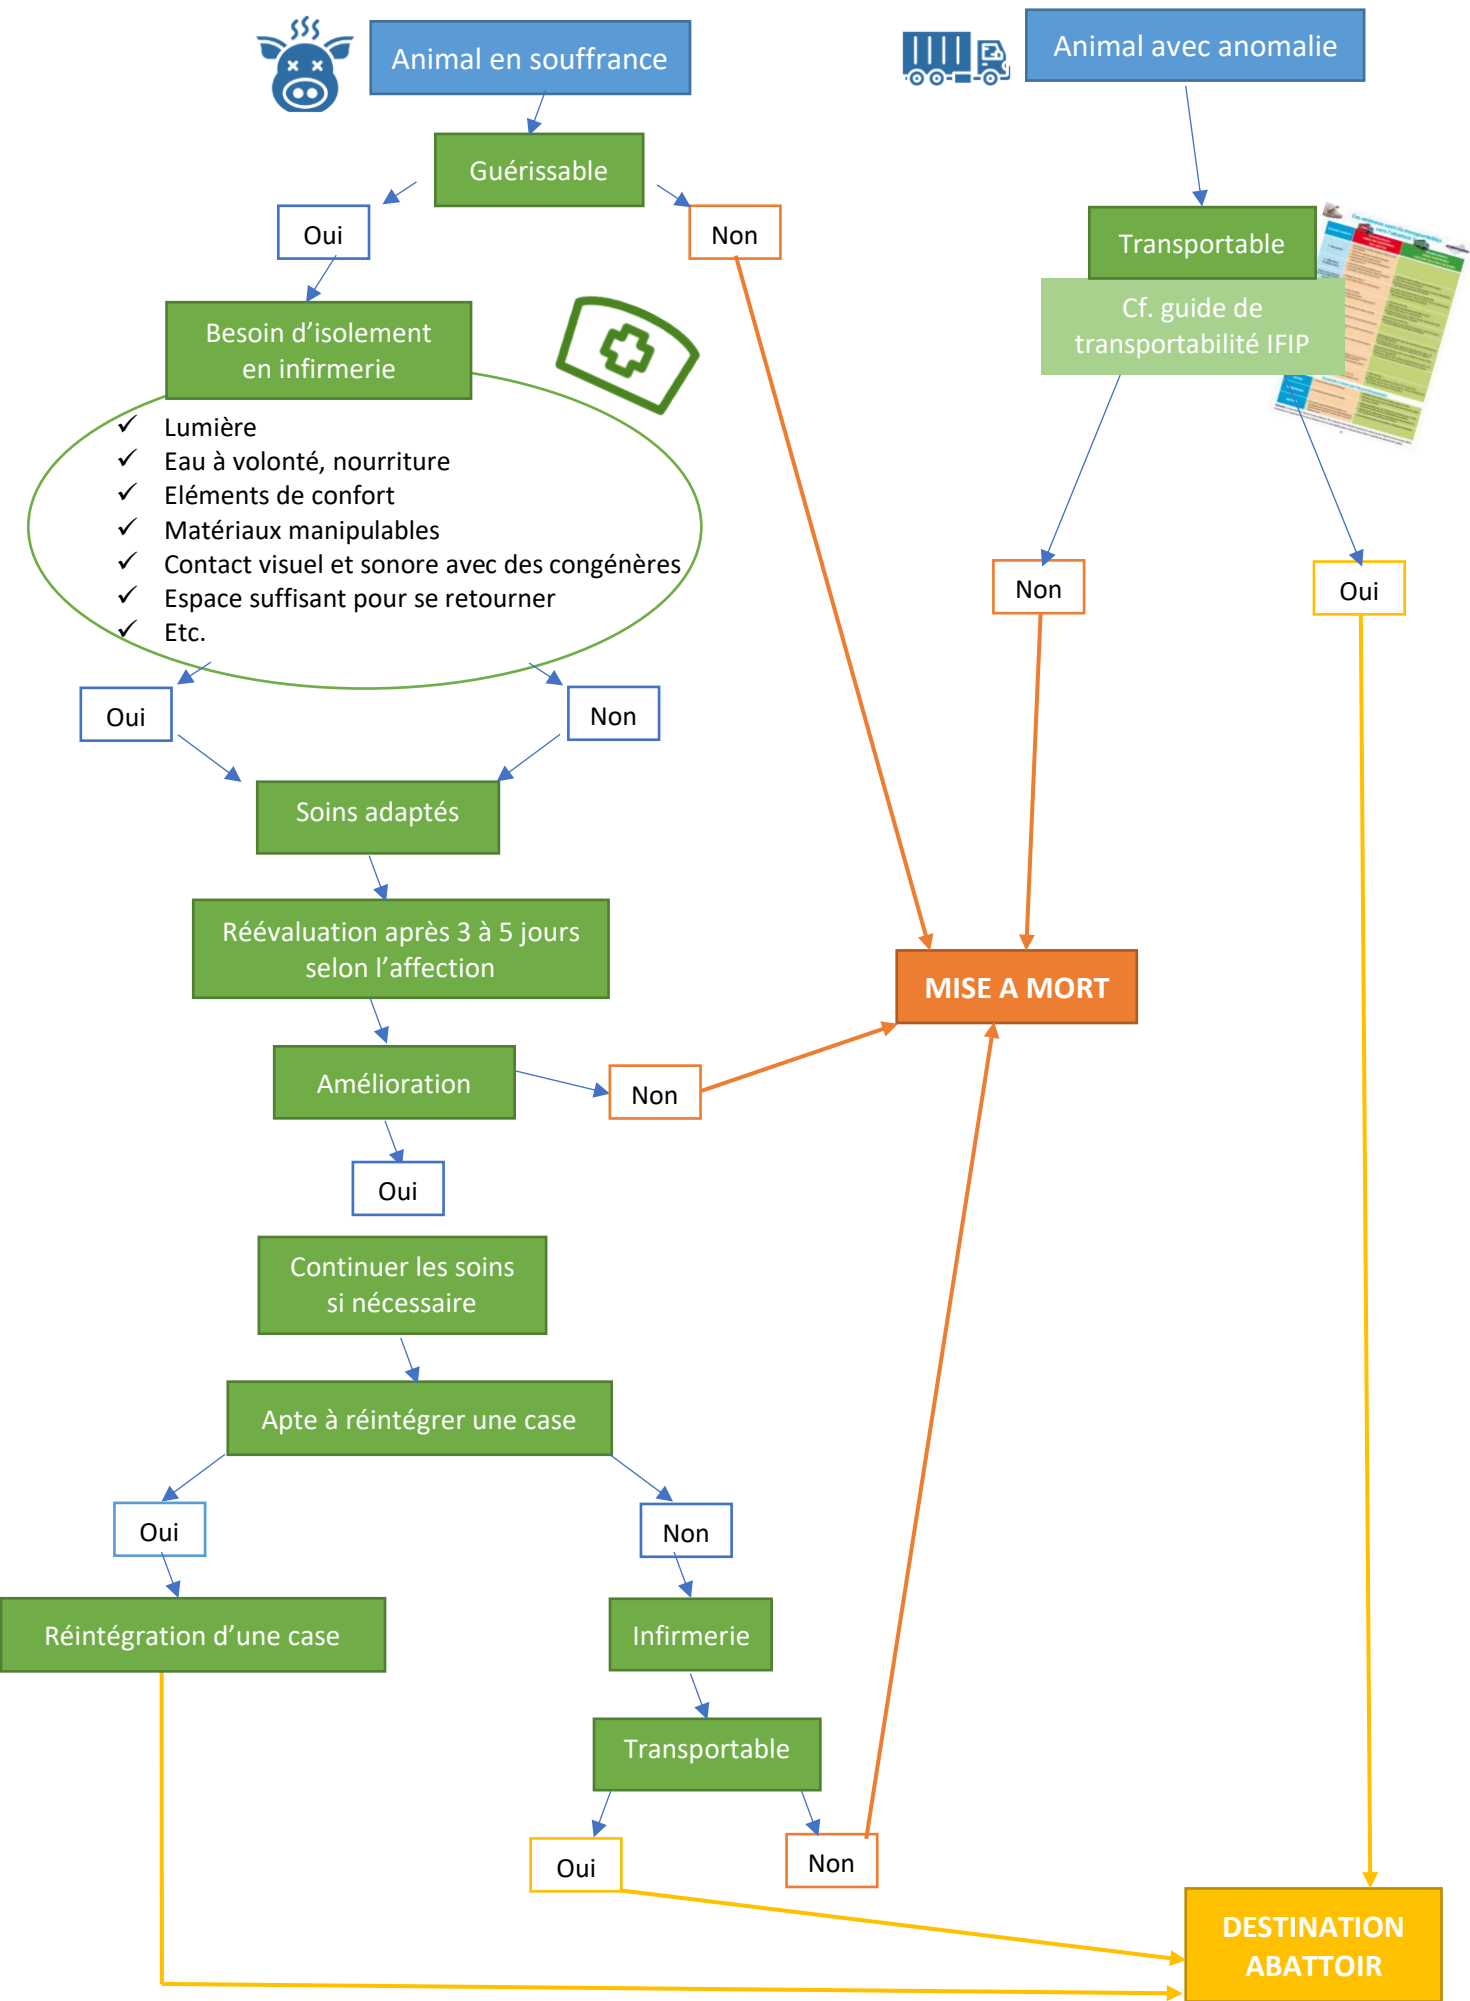 Animal en souffrance
Animal avec anomalie
Guérissable
Oui
Non
Transportable
Cf. guide de
transportabilité IFIP
Besoin d’isolement
en infirmerie
✓ Lumière
✓ Eau à volonté, nourriture
✓ Eléments de confort
✓ Matériaux manipulables
✓ Contact visuel et sonore avec des congénères
✓ Espace suffisant pour se retourner
✓ Etc.
Non
Oui
Oui
Non
Soins adaptés
Réévaluation après 3 à 5 jours
selon l’affection
MISE A MORT
Amélioration
Non
Oui
Continuer les soins
si nécessaire
Apte à réintégrer une case
Oui
Non
Réintégration d’une case
Infirmerie
Transportable
Oui
Non
DESTINATION
ABATTOIR